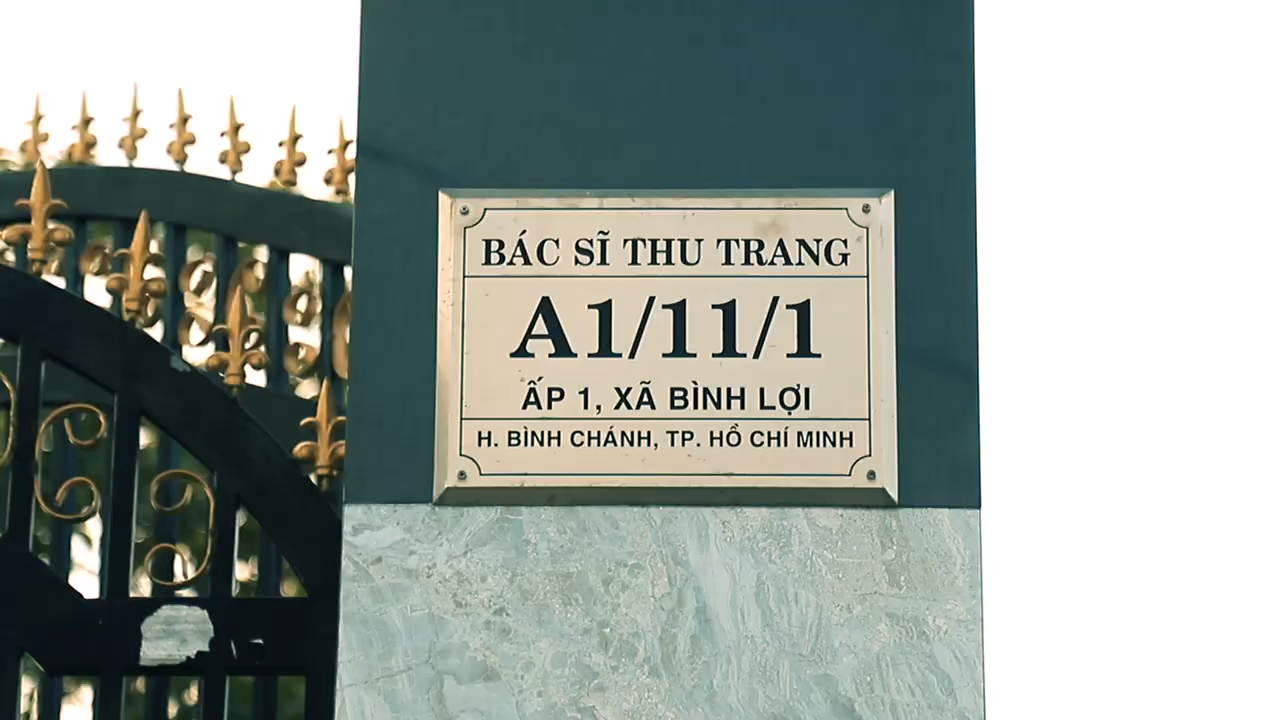 BÁC SĨ THU TRANG
A1/11/1
ẤP 1, XÃ BÌNH LỢI
H. BÌNH CHÁNH, TP. HỒ CHÍ MINH